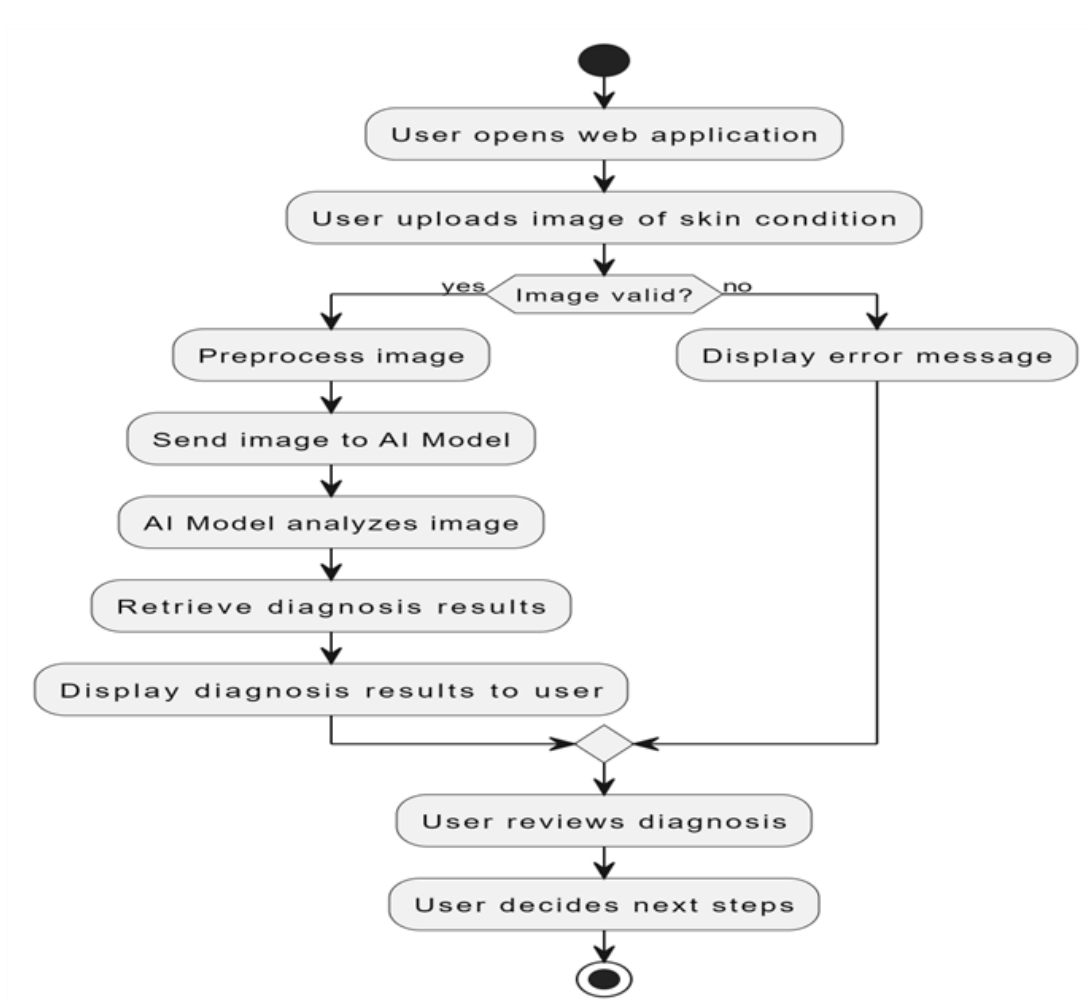 User opens web application
User uploads image of skin condition
yes
Image valid?
no
Preprocess image
Display error message
Send image to AI Model
AI Model analyzes image
Retrieve diagnosis results
Display diagnosis results to user
User reviews diagnosis
User decides next steps